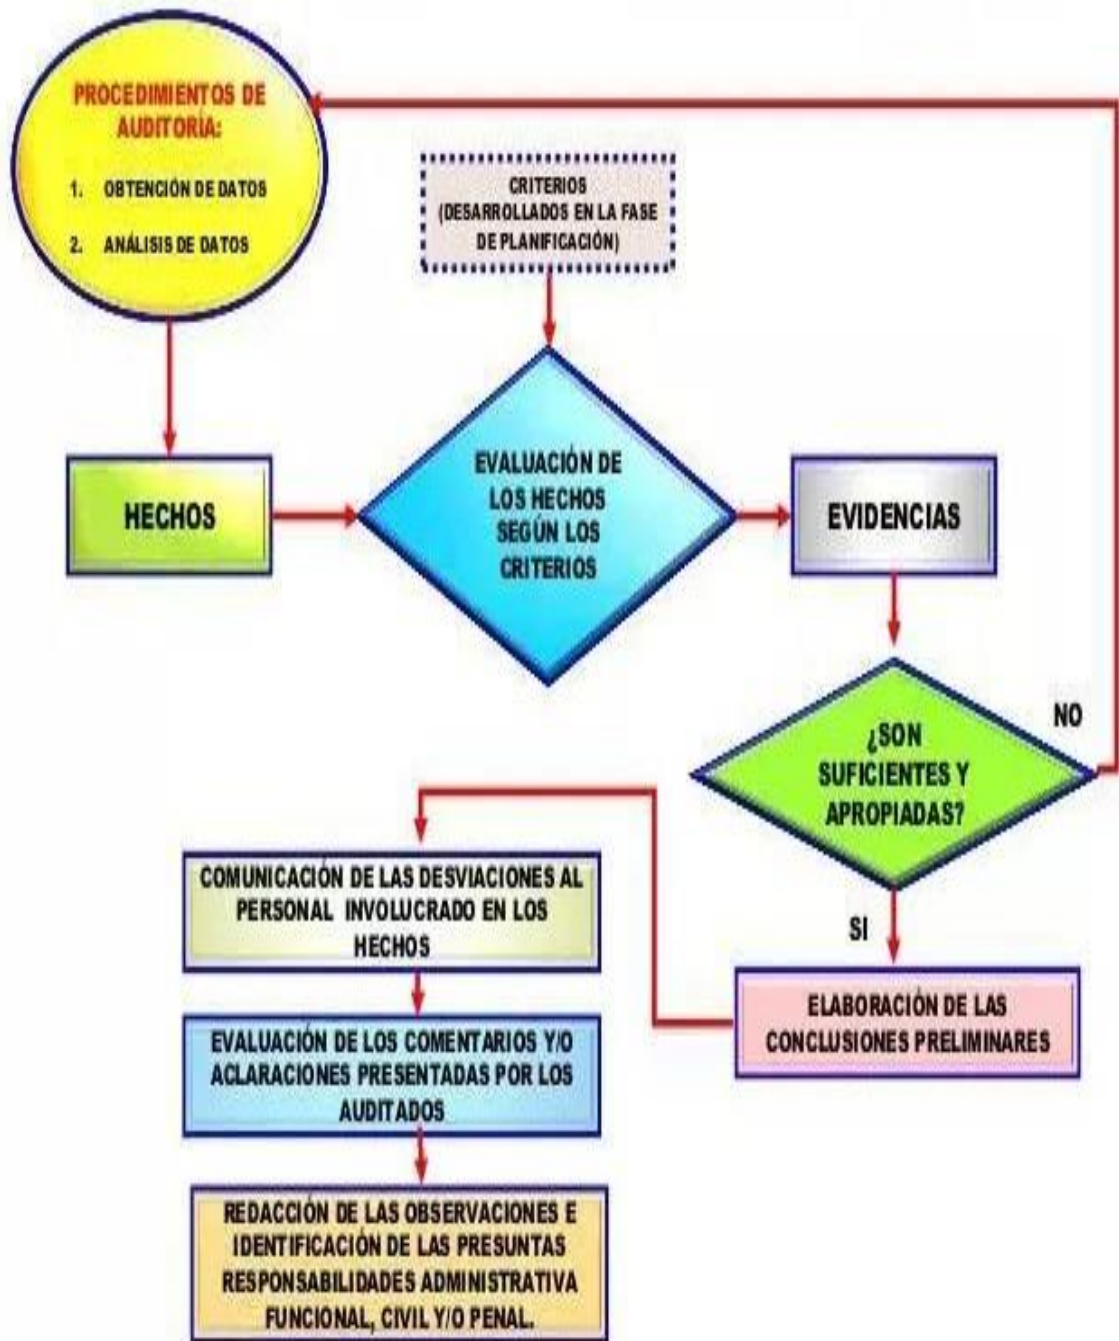 PROCEDIMIENTOS DE
AUDITORÍA:
1. OBTENCIÓN DE DATOS
2. ANÁLISIS DE DATOS
CRITERIOS
(DESARROLLADOS EN LA FASE
DE PLANIFICACIÓN)
HECHOS
EVALUACIÓN DE
LOS HECHOS
SEGÚN LOS
CRITERIOS
EVIDENCIAS
¿SON
SUFICIENTES Y
APROPIADAS?
NO
SI
ELABORACIÓN DE LAS
CONCLUSIONES PRELIMINARES
COMUNICACIÓN DE LAS DESVIACIONES AL
PERSONAL INVOLUCRADO EN LOS
HECHOS
EVALUACIÓN DE LOS COMENTARIOS Y/O
ACLARACIONES PRESENTADAS POR LOS
AUDITADOS
REDACCIÓN DE LAS OBSERVACIONES E
IDENTIFICACIÓN DE LAS PRESUNTAS
RESPONSABILIDADES ADMINISTRATIVA
FUNCIONAL, CIVIL Y/O PENAL.